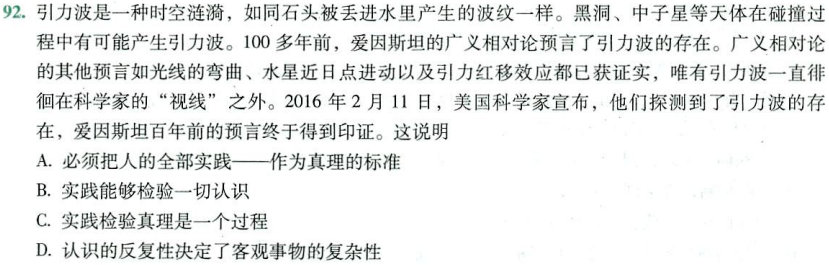 92. 引力波是一种时空涟漪，如同石头被丢进水里产生的波纹一样。黑洞、中子星等天体在碰撞过
程中有可能产生引力波。100 多年前，爱因斯坦的广义相对论预言了引力波的存在。广义相对论
的其他预言如光线的弯曲、水星近日点进动以及引力红移效应都已获证实，唯有引力波一直徘
徊在科学家的“视线”之外。2016 年 2 月 11 日，美国科学家宣布，他们探测到了引力波的存
在，爱因斯坦百年前的预言终于得到印证。这说明
A. 必须把人的全部实践——作为真理的标准
B. 实践能够检验一切认识
C. 实践检验真理是一个过程
D. 认识的反复性决定了客观事物的复杂性